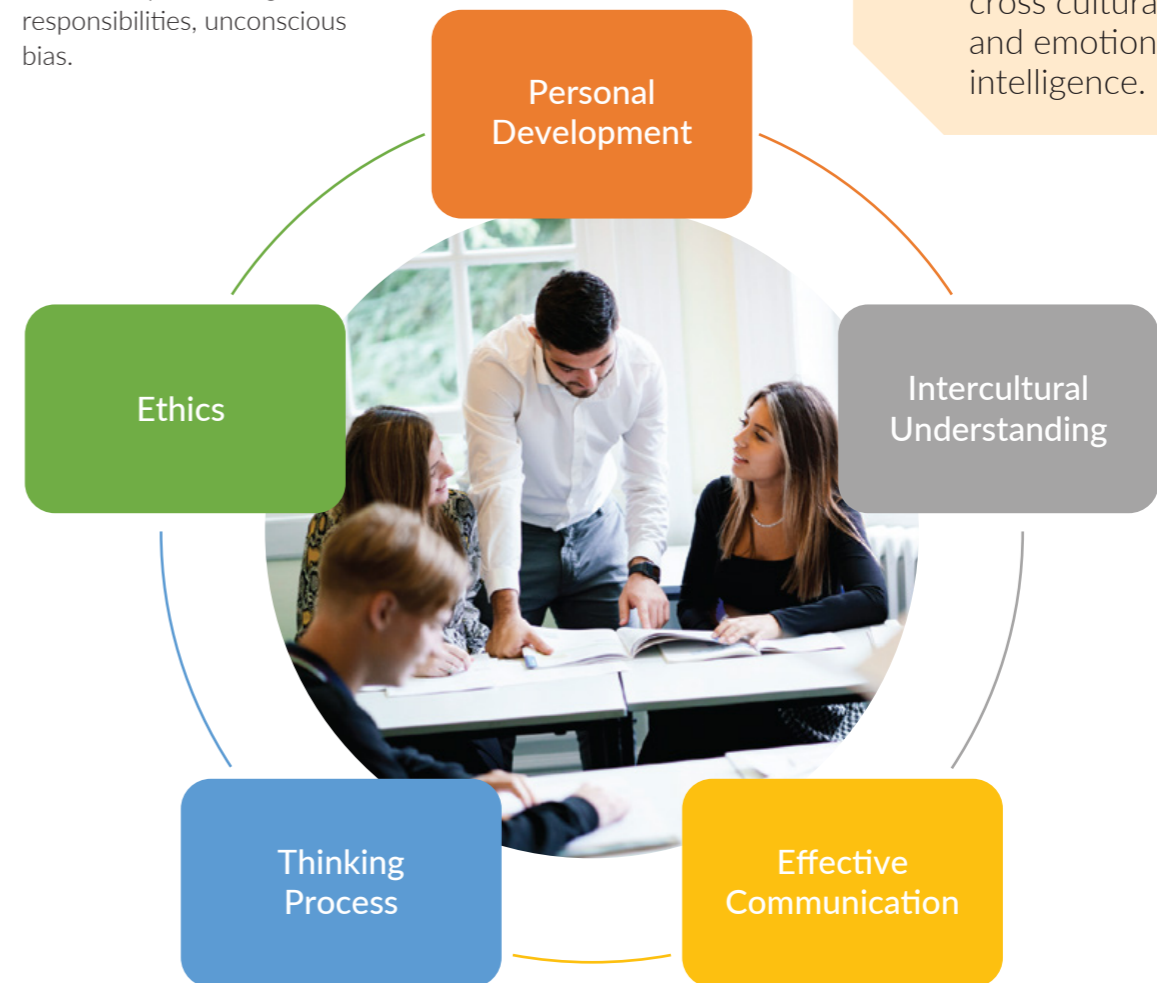 responsibilities, unconscious
bias.
and emotion
intelligence.
Personal
Development
Ethics
Intercultural
Understanding
Thinking
Process
Effective
Communication